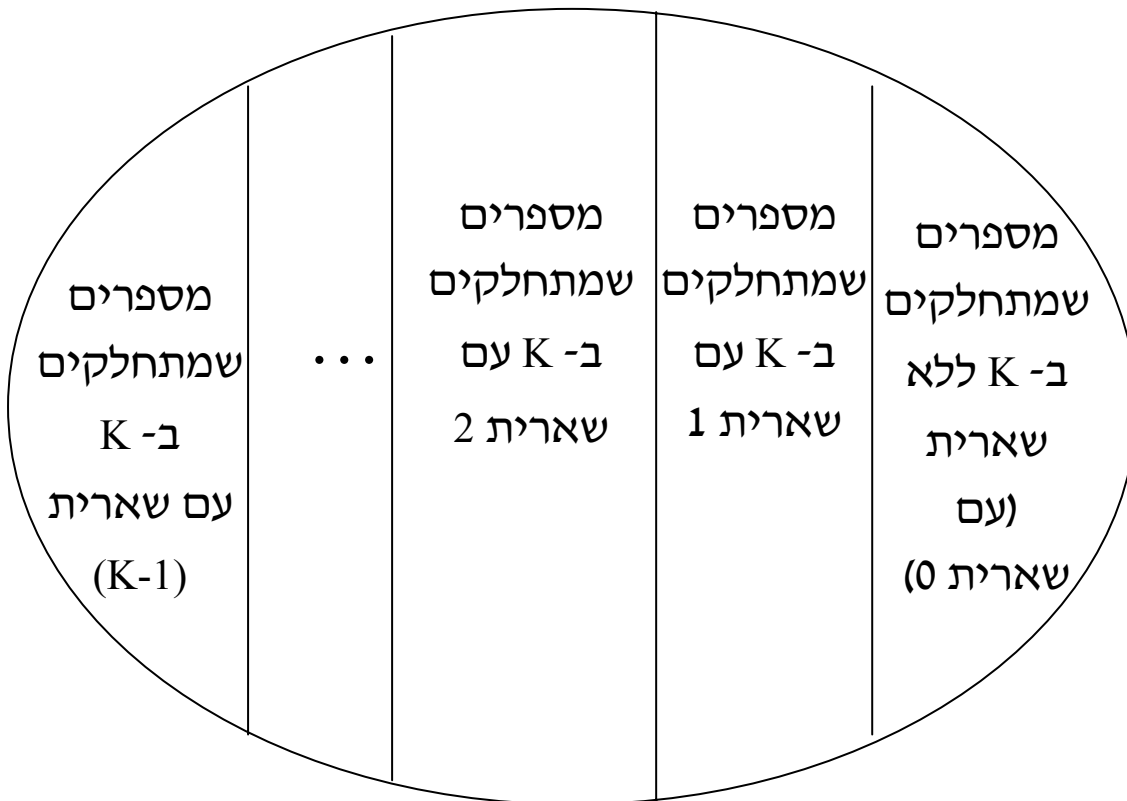 מספרים
שמתחלקים
ב- K ללא
שארית
(עם
שארית 0)
מספרים
שמתחלקים
ב- K עם
שארית 1
מספרים
שמתחלקים
ב- K עם
שארית 2
...
מספרים
שמתחלקים
ב- K
עם שארית
(K-1)